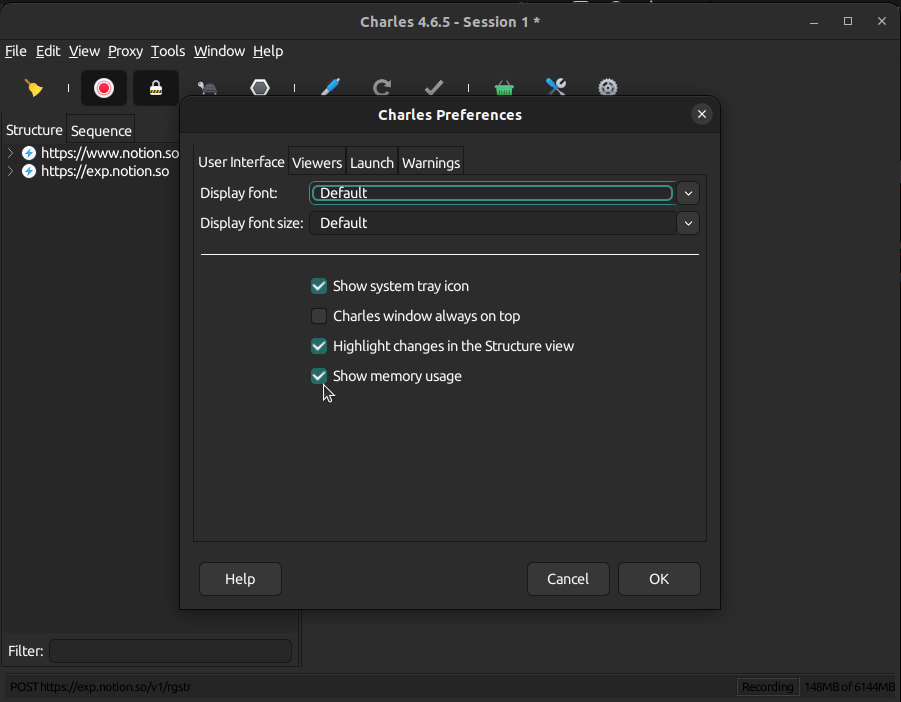 Charles 4.6.5 - Session 1 *
File Edit View Proxy Tools Window Help
Structure Sequence
https://www.notion.so
https://exp.notion.so
Charles Preferences
User Interface Viewers Launch Warnings
Display font: Default
Display font size: Default
Show system tray icon
Charles window always on top
Highlight changes in the Structure view
Show memory usage
Help Cancel OK
Filter:
POST https://exp.notion.so/v1/rgstr Recording 148MB of 6144MB